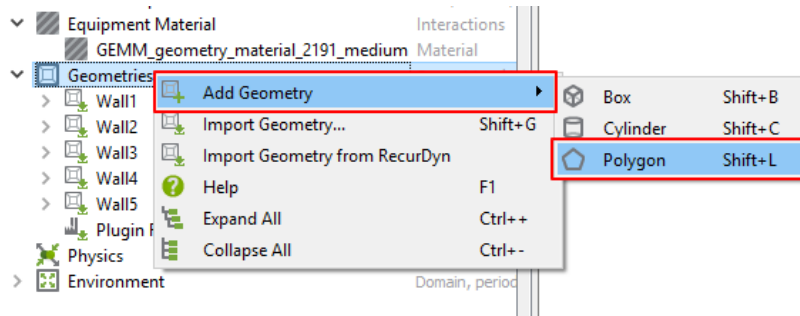 Equipment Material Interactions
GEMM_geometry_material_2191_medium Material
Geometries
Add Geometry
Box Shift+B
Wall1
Wall2
Import Geometry... Shift+G
Cylinder Shift+C
Wall3
Import Geometry from RecurDyn
Polygon Shift+L
Wall4
Help F1
Wall5
Expand All Ctrl++
Plugin
Physics
Collapse All Ctrl+-
Environment Domain, period